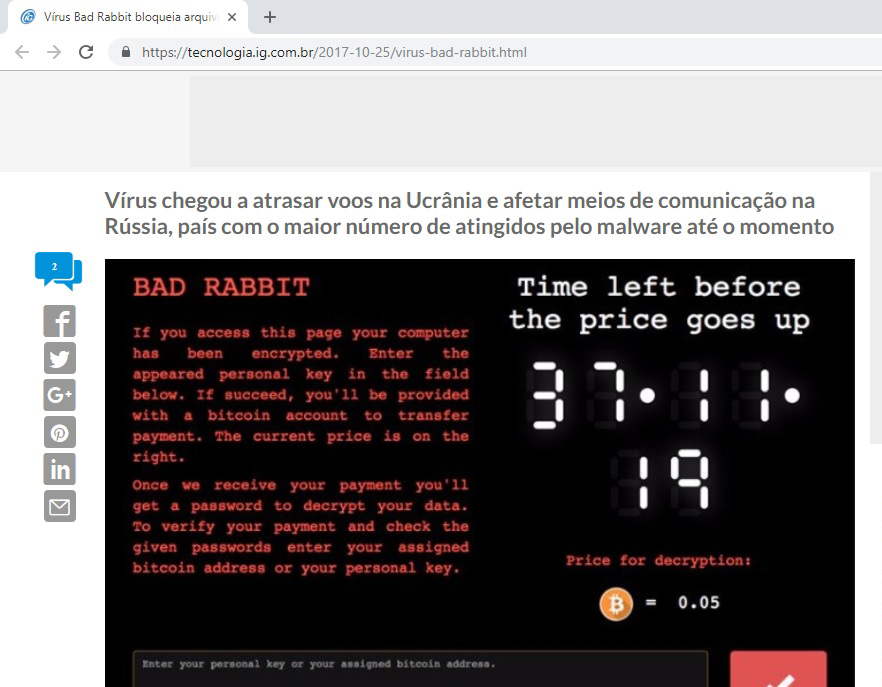 Vírus Bad Rabbit bloqueia arquiv
https://tecnologia.ig.com.br/2017-10-25/virus-bad-rabbit.html
Vírus chegou a atrasar voos na Ucrânia e afetar meios de comunicação na
Rússia, país com o maior número de atingidos pelo malware até o momento
2
BAD RABBIT
If you access this page your computer
has been encrypted. Enter the
appeared personal key in the field
below. If succeed, you'll be provided
with a bitcoin account to transfer
payment. The current price is on the
right.
Once we receive your payment you'll
get a password to decrypt your data.
To verify your payment and check the
given passwords enter your assigned
bitcoin address or your personal key.
Time left before
the price goes up
37·11·
19
Price for decryption:
= 0.05
Enter your personal key or your assigned bitcoin address.